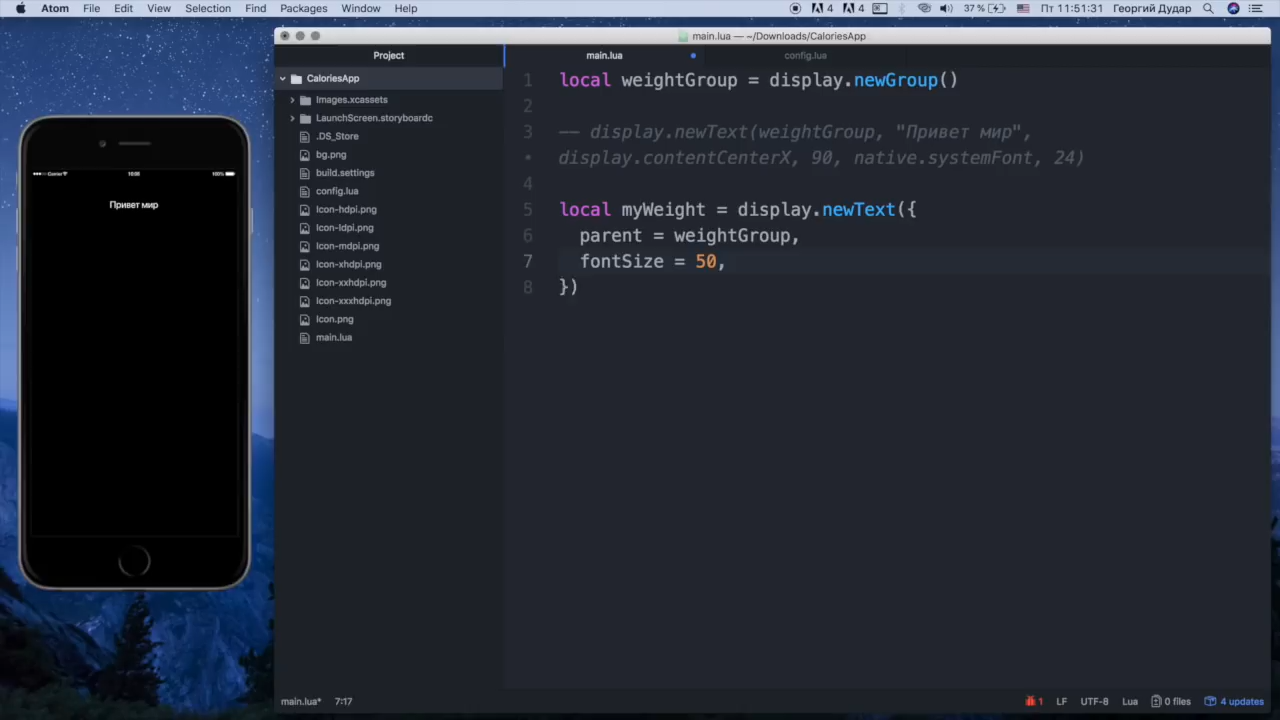 Atom File Edit View Selection Find Packages Window Help
4 4 37 % Пт 11:51:31 Георгий Дудар
main.lua — ~/Downloads/CaloriesApp
Project
main.lua
config.lua
CaloriesApp
Images.xcassets
LaunchScreen.storyboardc
.DS_Store
bg.png
build.settings
config.lua
Icon-hdpi.png
Icon-ldpi.png
Icon-mdpi.png
Icon-xhdpi.png
Icon-xxhdpi.png
Icon-xxxhdpi.png
Icon.png
main.lua
1 local weightGroup = display.newGroup()
2
3 -- display.newText(weightGroup, "Привет мир",
• display.contentCenterX, 90, native.systemFont, 24)
4
5 local myWeight = display.newText({
6 parent = weightGroup,
7 fontSize = 50,
8 })
100%
Привет мир
main.lua* 7:17
1 LF UTF-8 Lua 0 files 4 updates